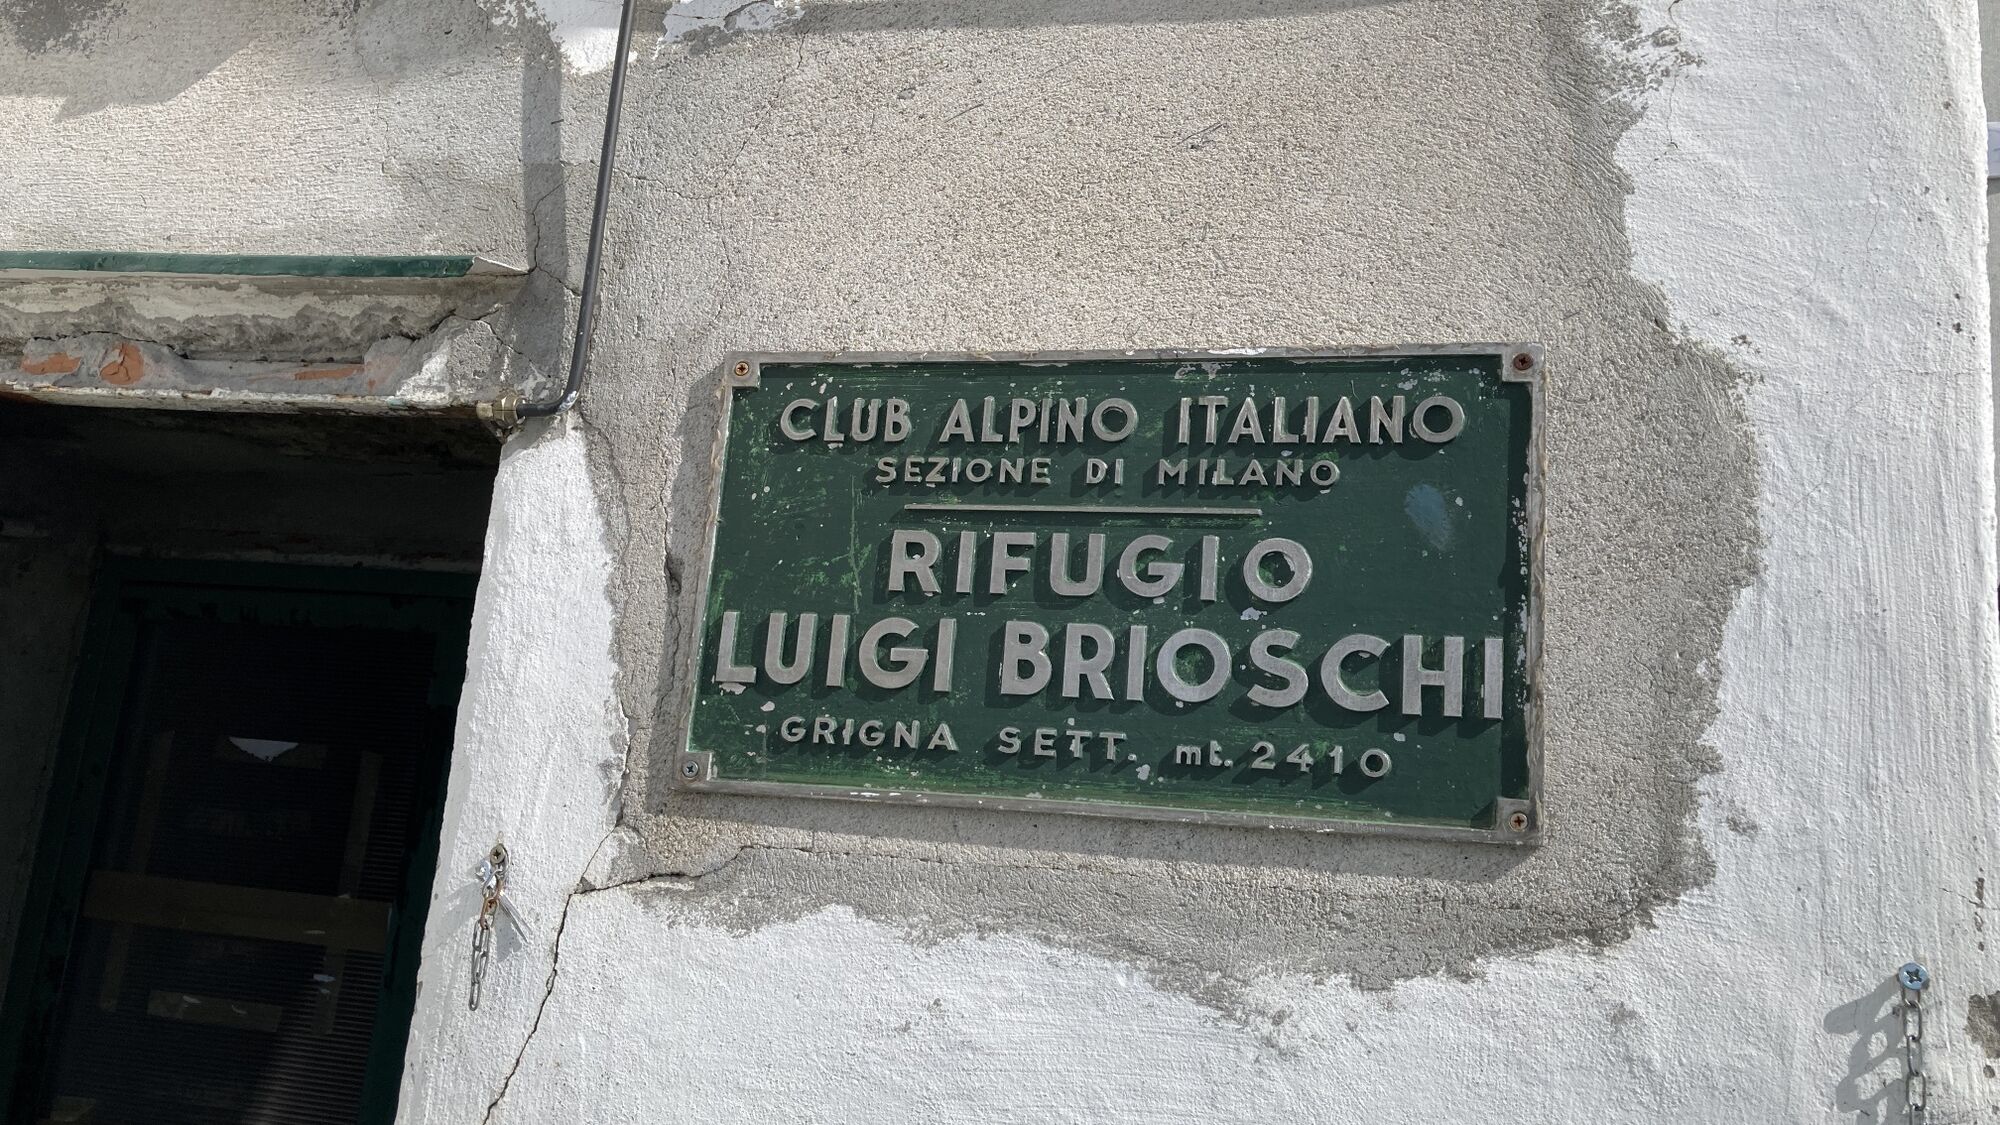 CLUB ALPINO ITALIANO
SEZIONE DI MILANO
RIFUGIO
LUIGI BRIOSCHI
GRIGNA SETT. mt. 2410